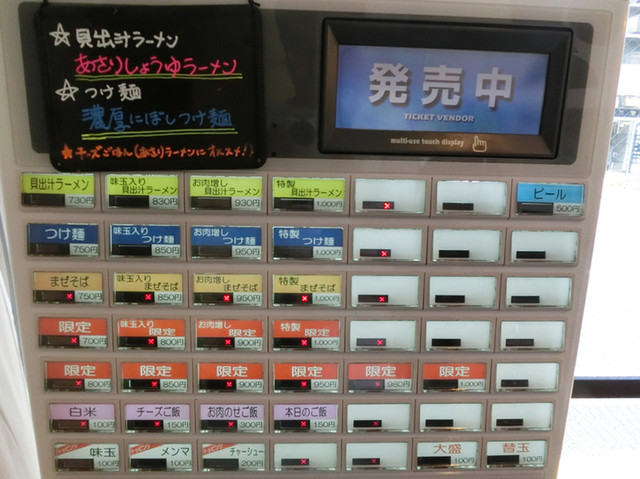 ☆貝出汁ラーメン
あさりしょうゆラーメン
☆つけ麺
濃厚にぼしつけ麺
★チーズごはん(あさりラーメンにオススメ!)
発売中
TICKET VENDOR
multi-use touch display
貝出汁ラーメン 730円
味玉入り 貝出汁ラーメン 830円
お肉増し 貝出汁ラーメン 930円
特製 貝出汁ラーメン 1,000円
ビール 500円
つけ麺 750円
味玉入り つけ麺 850円
お肉増し つけ麺 950円
特製 つけ麺 1,000円
まぜそば 750円
味玉入り まぜそば 850円
お肉増し まぜそば 950円
特製 まぜそば 1,000円
限定 700円
味玉入り 限定 800円
お肉増し 限定 900円
特製 限定 1,000円
限定 800円
限定 850円
限定 900円
限定 950円
限定 980円
限定 1,000円
白米 100円
チーズご飯 150円
お肉のせご飯 300円
本日のご飯 150円
味玉 100円
メンマ 100円
チャーシュー 200円
大盛 100円
替玉 100円